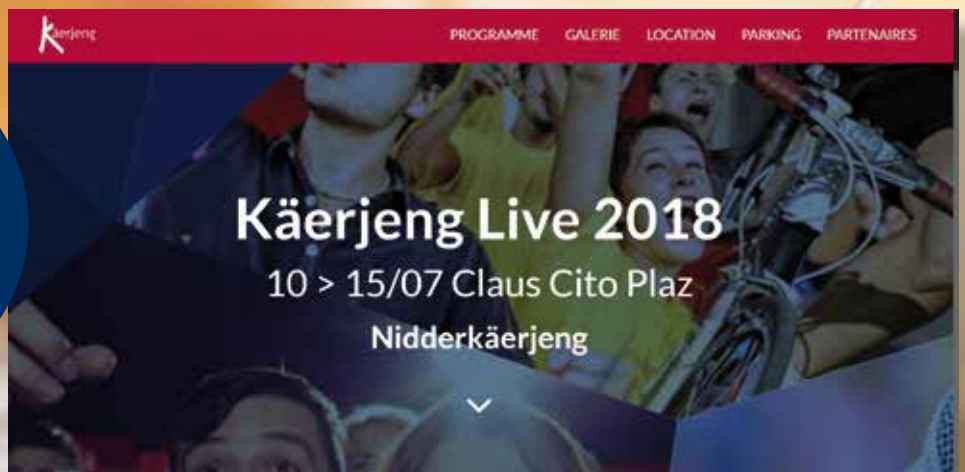 Käerjeng
PROGRAMME GALERIE LOCATION PARKING PARTENAIRES
Käerjeng Live 2018
10 > 15/07 Claus Cito Plaz
Nidderkäerjeng